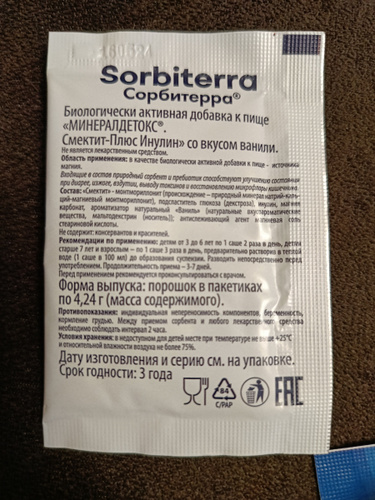 Sorbiterra
Сорбитерра®
Биологически активная добавка к пище
«МИНЕРАЛДЕТОКС®.
Смектит-Плюс Инулин» со вкусом ванили.
Не является лекарственным средством.
Область применения: в качестве биологически активной добавки к пище - источника
магния.
Входящие в состав природный сорбент и пребиотик способствуют улучшению состояния
при диарее, изжоге, вздутии, выводу токсинов и восстановлению микрофлоры кишечника.
Состав: «Смектит» - монтмориллонит (происхождение – природный минерал натрий-каль-
ций-магниевый монтмориллонит), подсластитель глюкоза (декстроза), инулин, магния
карбонат, ароматизатор натуральный «Ваниль» (натуральные вкусоароматические
вещества, мальтодекстрин (носитель)); антислеживающий агент магниевая соль
стеариновой кислоты.
Не содержит: консервантов и красителей.
Рекомендации по применению: детям от 3 до 6 лет по 1 саше 2 раза в день, детям
старше 7 лет и взрослым – по 1 саше 3 раза в день, предварительно растворив в теплой
воде (1 саше в 100 мл) до образования суспензии. Разводить непосредственно перед
употреблением. Продолжительность приема – 3-7 дней.
Перед применением рекомендуется проконсультироваться с врачом.
Форма выпуска: порошок в пакетиках
по 4,24 г (масса содержимого).
Противопоказания: индивидуальная непереносимость компонентов, беременность,
кормление грудью. Между приемом сорбента и любого лекарственного средства
необходимо соблюдать интервал 2 часа.
Условия хранения: в недоступном для детей месте при температуре не выше +25°С
и относительной влажности воздуха не более 75%.
Дату изготовления и серию см. на упаковке.
Срок годности: 3 года
84
C/PAP
EAC